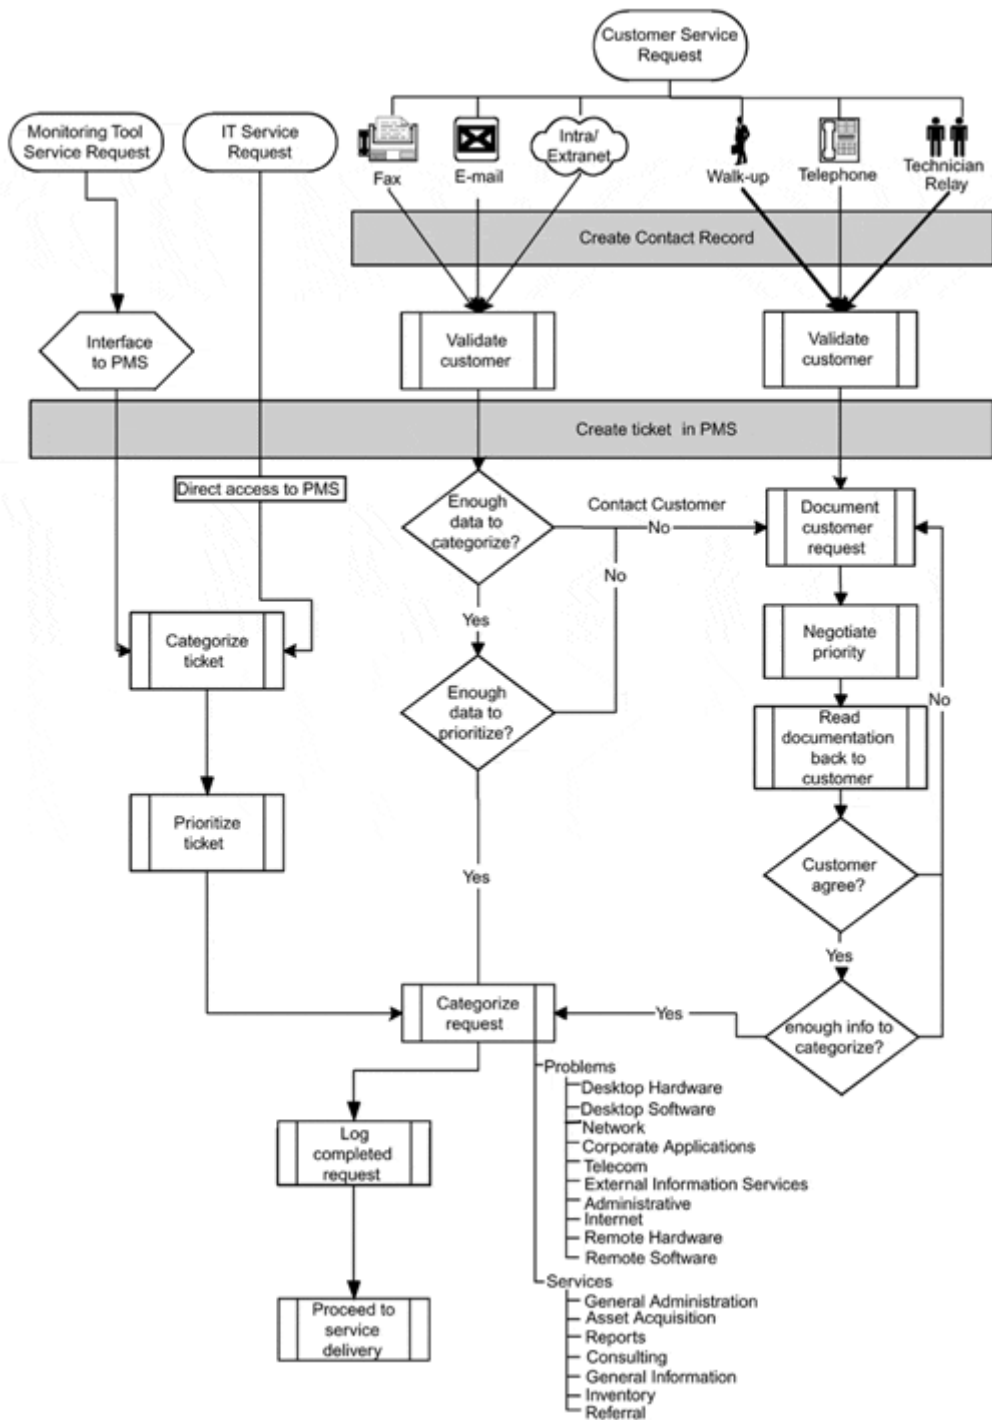 Customer Service
Request
Monitoring Tool
Service Request
IT Service
Request
Fax
E-mail
Intra/
Extranet
Walk-up
Telephone
Technician
Relay
Create Contact Record
Interface
to PMS
Validate
customer
Validate
customer
Create ticket in PMS
Direct access to PMS
Enough
data to
categorize?
Contact Customer
No
Document
customer
request
No
Yes
Categorize
ticket
Negotiate
priority
Enough
data to
prioritize?
No
Read
documentation
back to
customer
Prioritize
ticket
Yes
Customer
agree?
Yes
Categorize
request
Yes
enough info to
categorize?
Problems
Desktop Hardware
Desktop Software
Network
Corporate Applications
Telecom
External Information Services
Administrative
Internet
Remote Hardware
Remote Software
Log
completed
request
Services
General Administration
Asset Acquisition
Reports
Consulting
General Information
Inventory
Referral
Proceed to
service
delivery